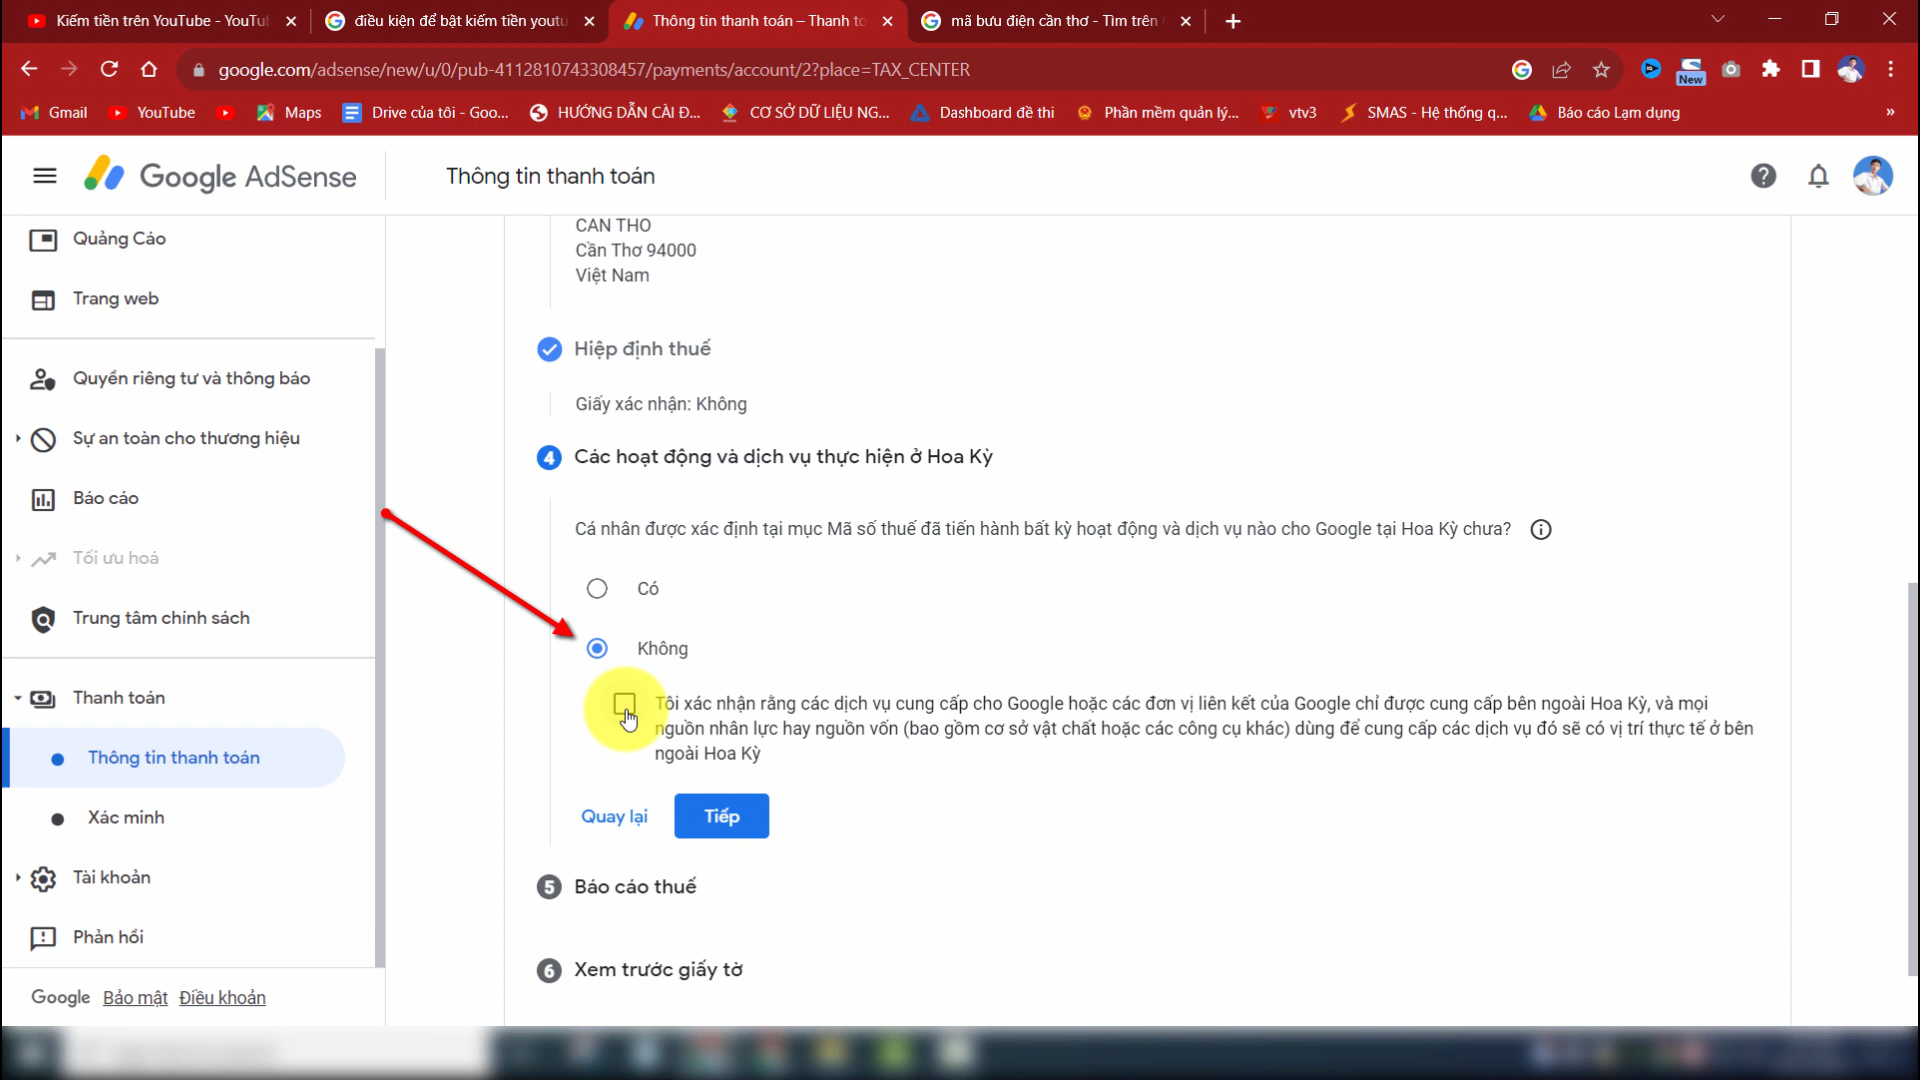 Kiếm tiền trên YouTube - YouTu
điều kiện để bật kiếm tiền youtu
Thông tin thanh toán – Thanh to
mã bưu điện cần thơ - Tìm trên
google.com/adsense/new/u/0/pub-4112810743308457/payments/account/2?place=TAX_CENTER
New
Gmail
YouTube
Maps
Drive của tôi - Goo...
HƯỚNG DẪN CÀI Đ...
CƠ SỞ DỮ LIỆU NG...
Dashboard đề thi
Phần mềm quản lý...
vtv3
SMAS - Hệ thống q...
Báo cáo Lạm dụng
»
Google AdSense
Thông tin thanh toán
Quảng Cáo
Trang web
Quyền riêng tư và thông báo
Sự an toàn cho thương hiệu
Báo cáo
Tối ưu hoá
Trung tâm chính sách
Thanh toán
Thông tin thanh toán
Xác minh
Tài khoản
Phản hồi
Google Bảo mật Điều khoản
CAN THO
Cần Thơ 94000
Việt Nam
Hiệp định thuế
Giấy xác nhận: Không
4 Các hoạt động và dịch vụ thực hiện ở Hoa Kỳ
Cá nhân được xác định tại mục Mã số thuế đã tiến hành bất kỳ hoạt động và dịch vụ nào cho Google tại Hoa Kỳ chưa?
Có
Không
Tôi xác nhận rằng các dịch vụ cung cấp cho Google hoặc các đơn vị liên kết của Google chỉ được cung cấp bên ngoài Hoa Kỳ, và mọi
nguồn nhân lực hay nguồn vốn (bao gồm cơ sở vật chất hoặc các công cụ khác) dùng để cung cấp các dịch vụ đó sẽ có vị trí thực tế ở bên
ngoài Hoa Kỳ
Quay lại
Tiếp
5 Báo cáo thuế
6 Xem trước giấy tờ